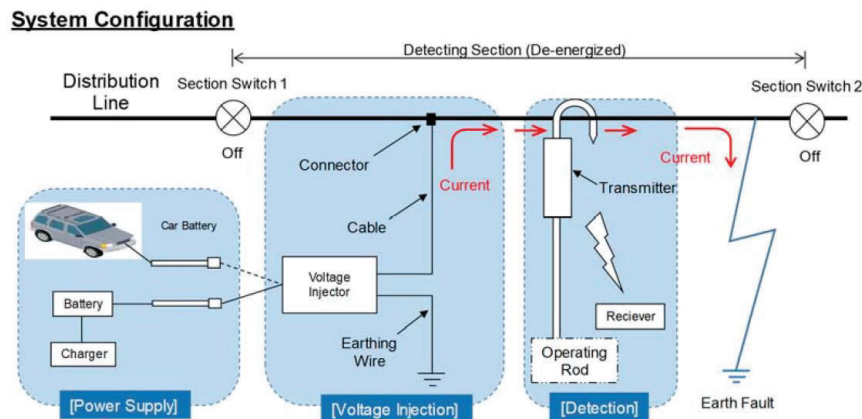 System Configuration
Detecting Section (De-energized)
Distribution
Line
Section Switch 1
Section Switch 2
Off
Off
Connector
Current
Current
Transmitter
Cable
Car Battery
Voltage
Injector
Battery
Reciever
Charger
Earthing
Wire
Operating
Rod
Earth Fault
[Power Supply]
[Voltage Injection]
[Detection]